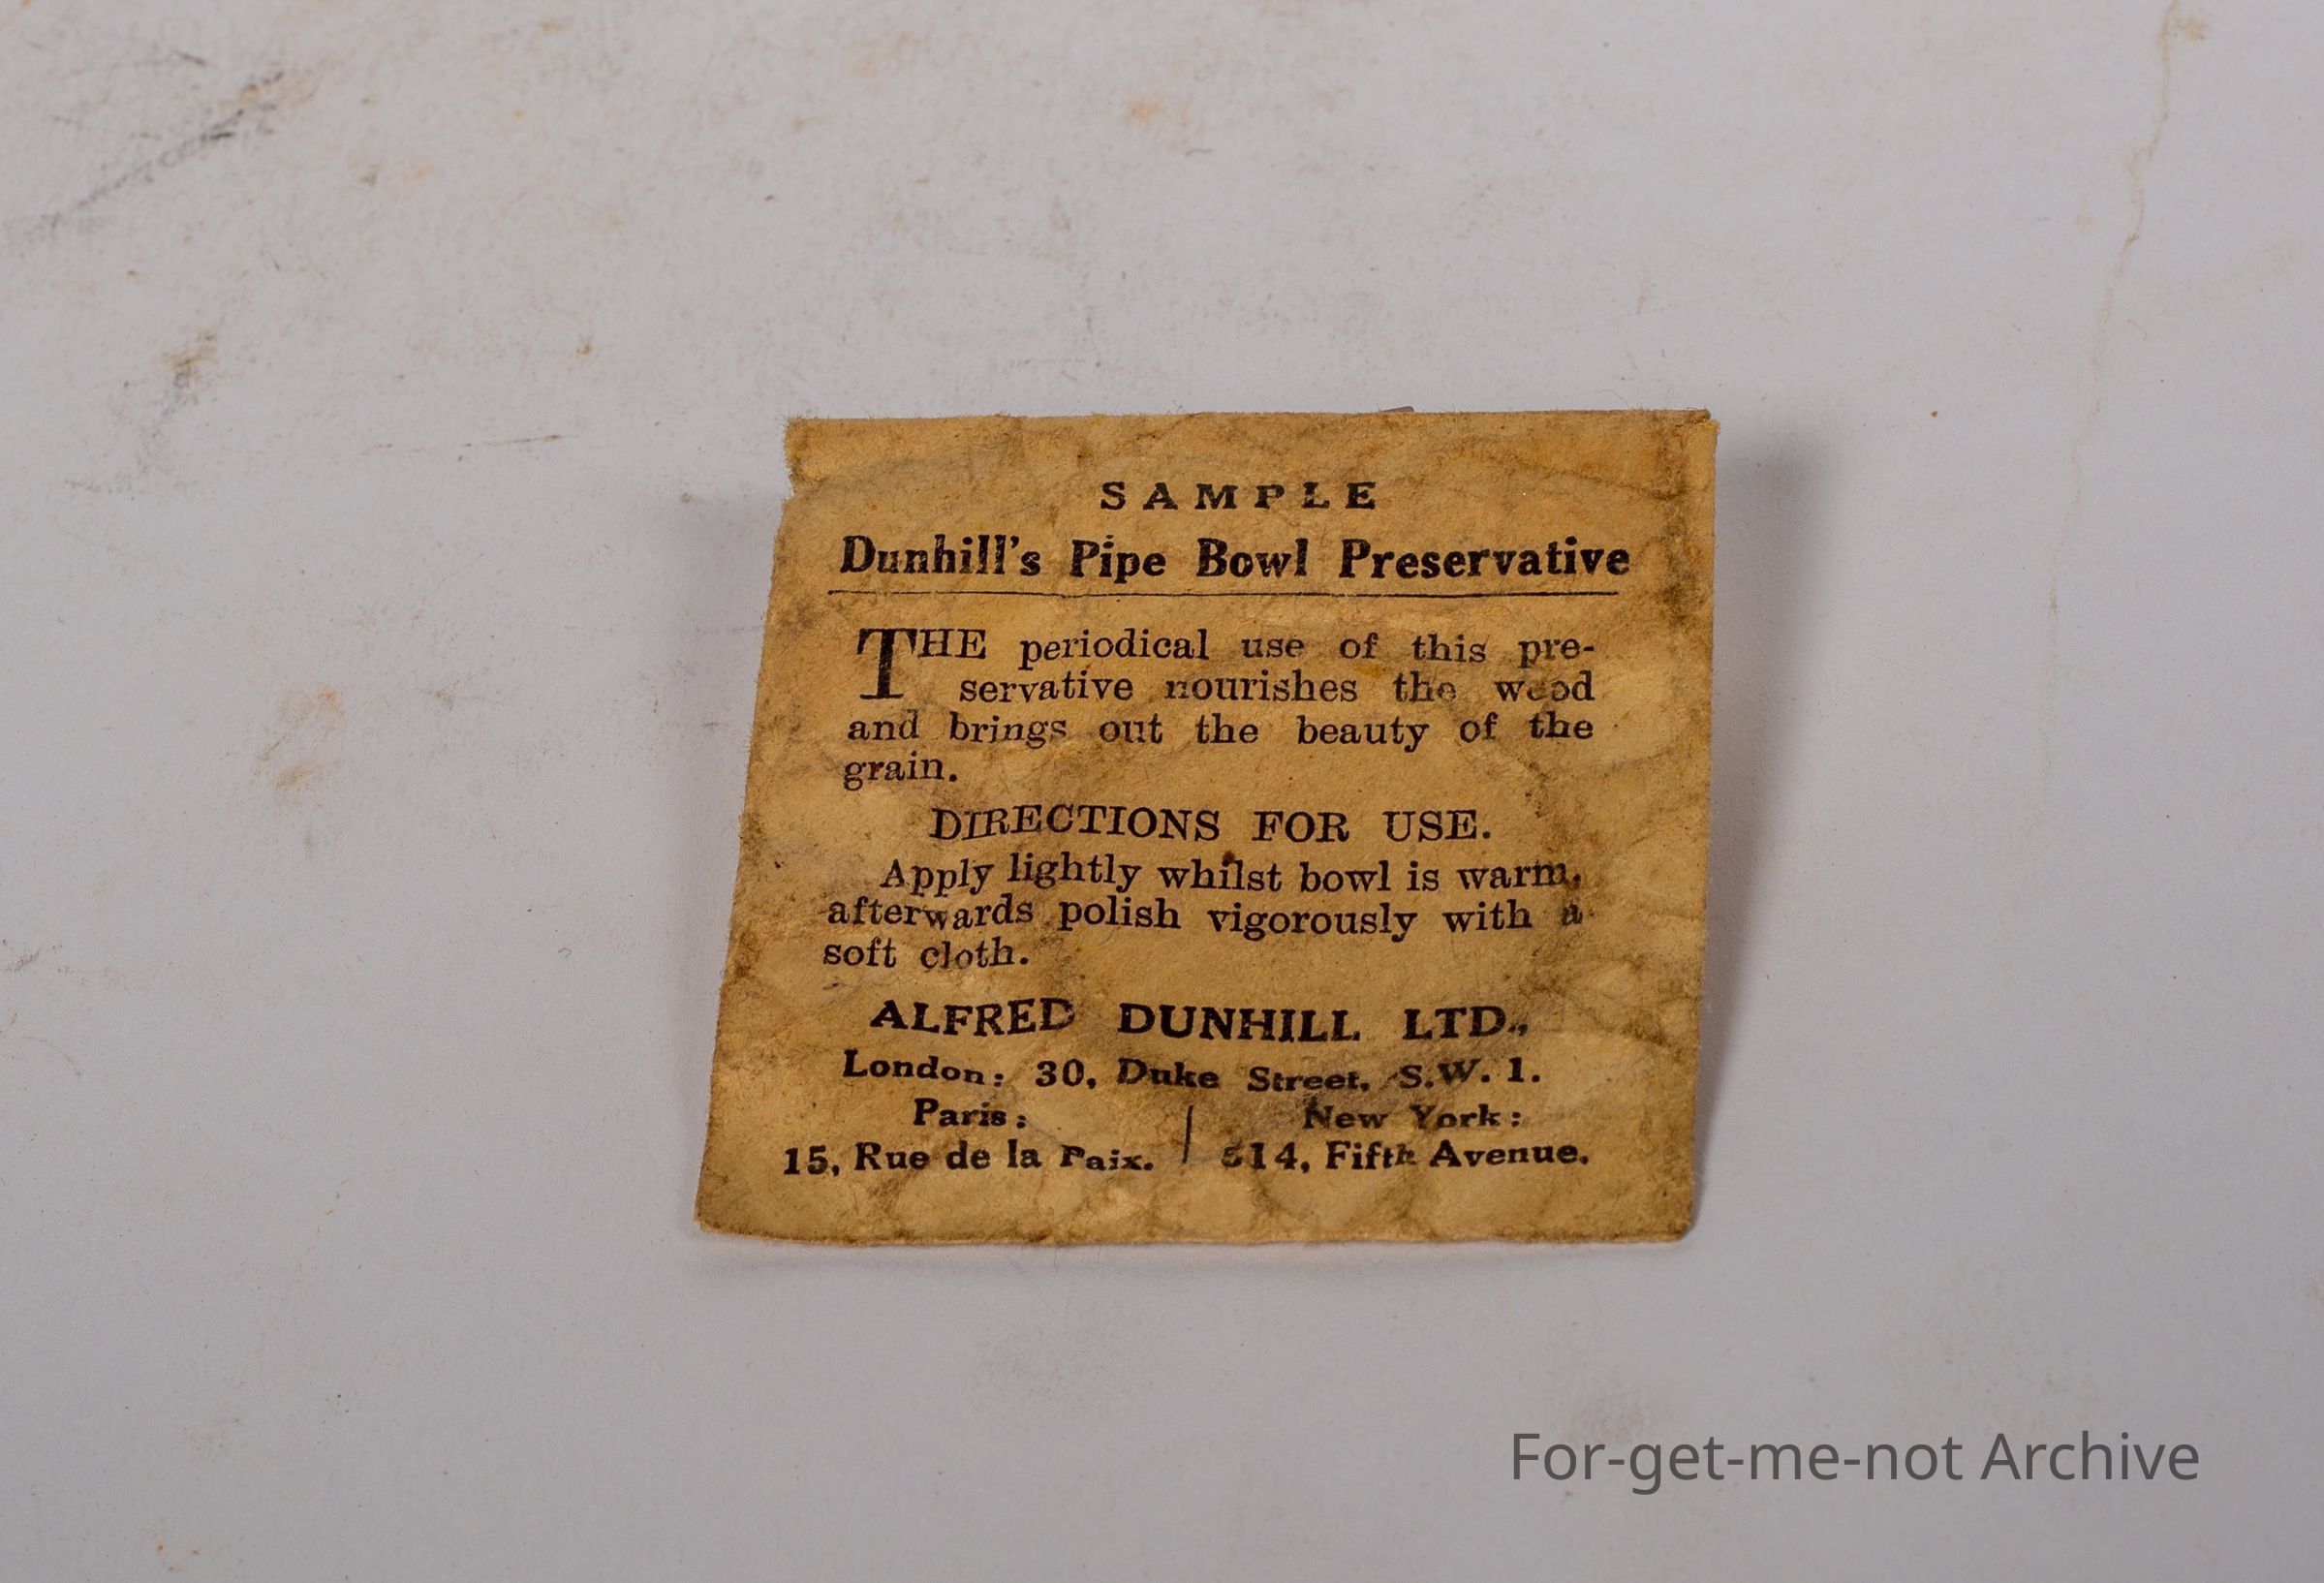 SAMPLE
Dunhill's Pipe Bowl Preservative
THE periodical use of this pre-
servative nourishes the wood
and brings out the beauty of the
grain.
DIRECTIONS FOR USE.
Apply lightly whilst bowl is warm,
afterwards polish vigorously with a
soft cloth.
ALFRED DUNHILL LTD.,
London: 30, Duke Street, S.W. 1.
Paris: New York:
15, Rue de la Paix. 514, Fifth Avenue.
For-get-me-not Archive